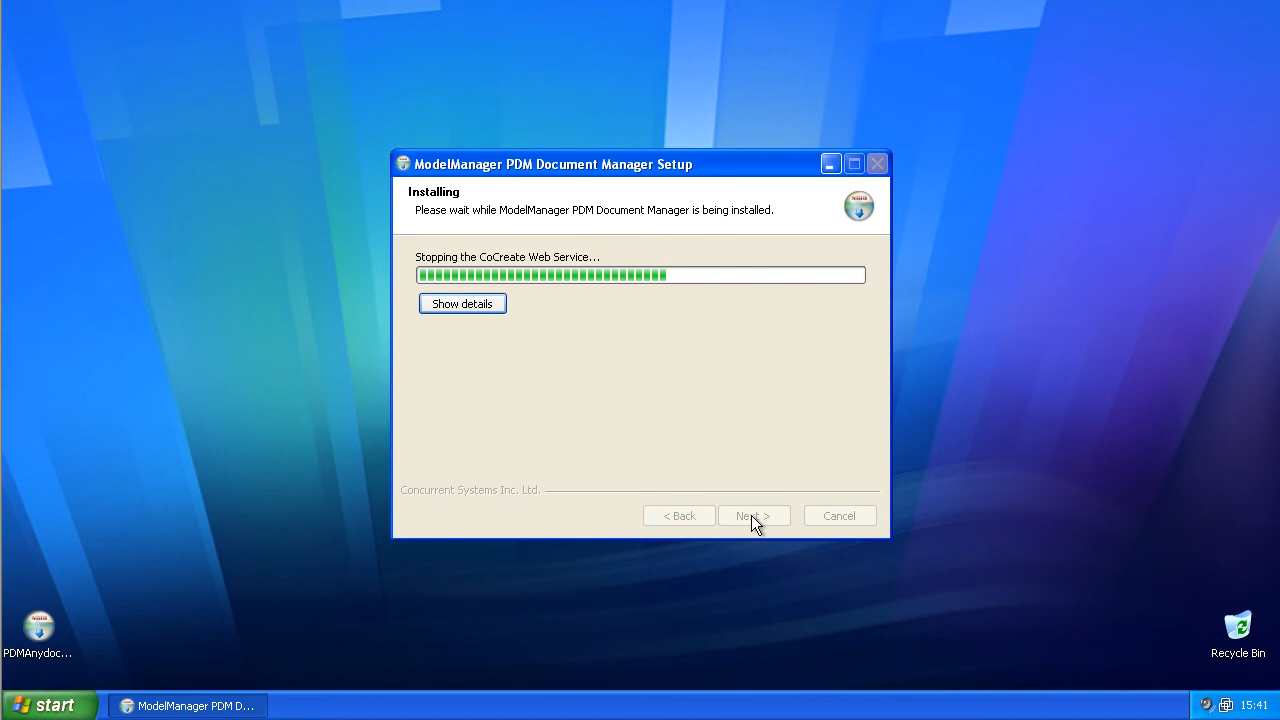 ModelManager PDM Document Manager Setup
Installing
Please wait while ModelManager PDM Document Manager is being installed.
Stopping the CoCreate Web Service...
Show details
Concurrent Systems Inc. Ltd.
< Back
Next >
Cancel
PDMAnydoc...
Recycle Bin
start
ModelManager PDM D...
15:41